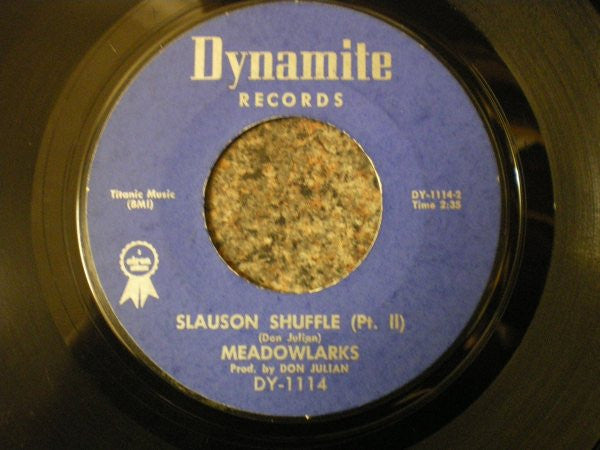 Dynamite
RECORDS
Titanic Music
(BMI)
DY-1114-2
Time 2:35
SLAUSON SHUFFLE (Pt. II)
(Don Julian)
MEADOWLARKS
Prod. by DON JULIAN
DY-1114